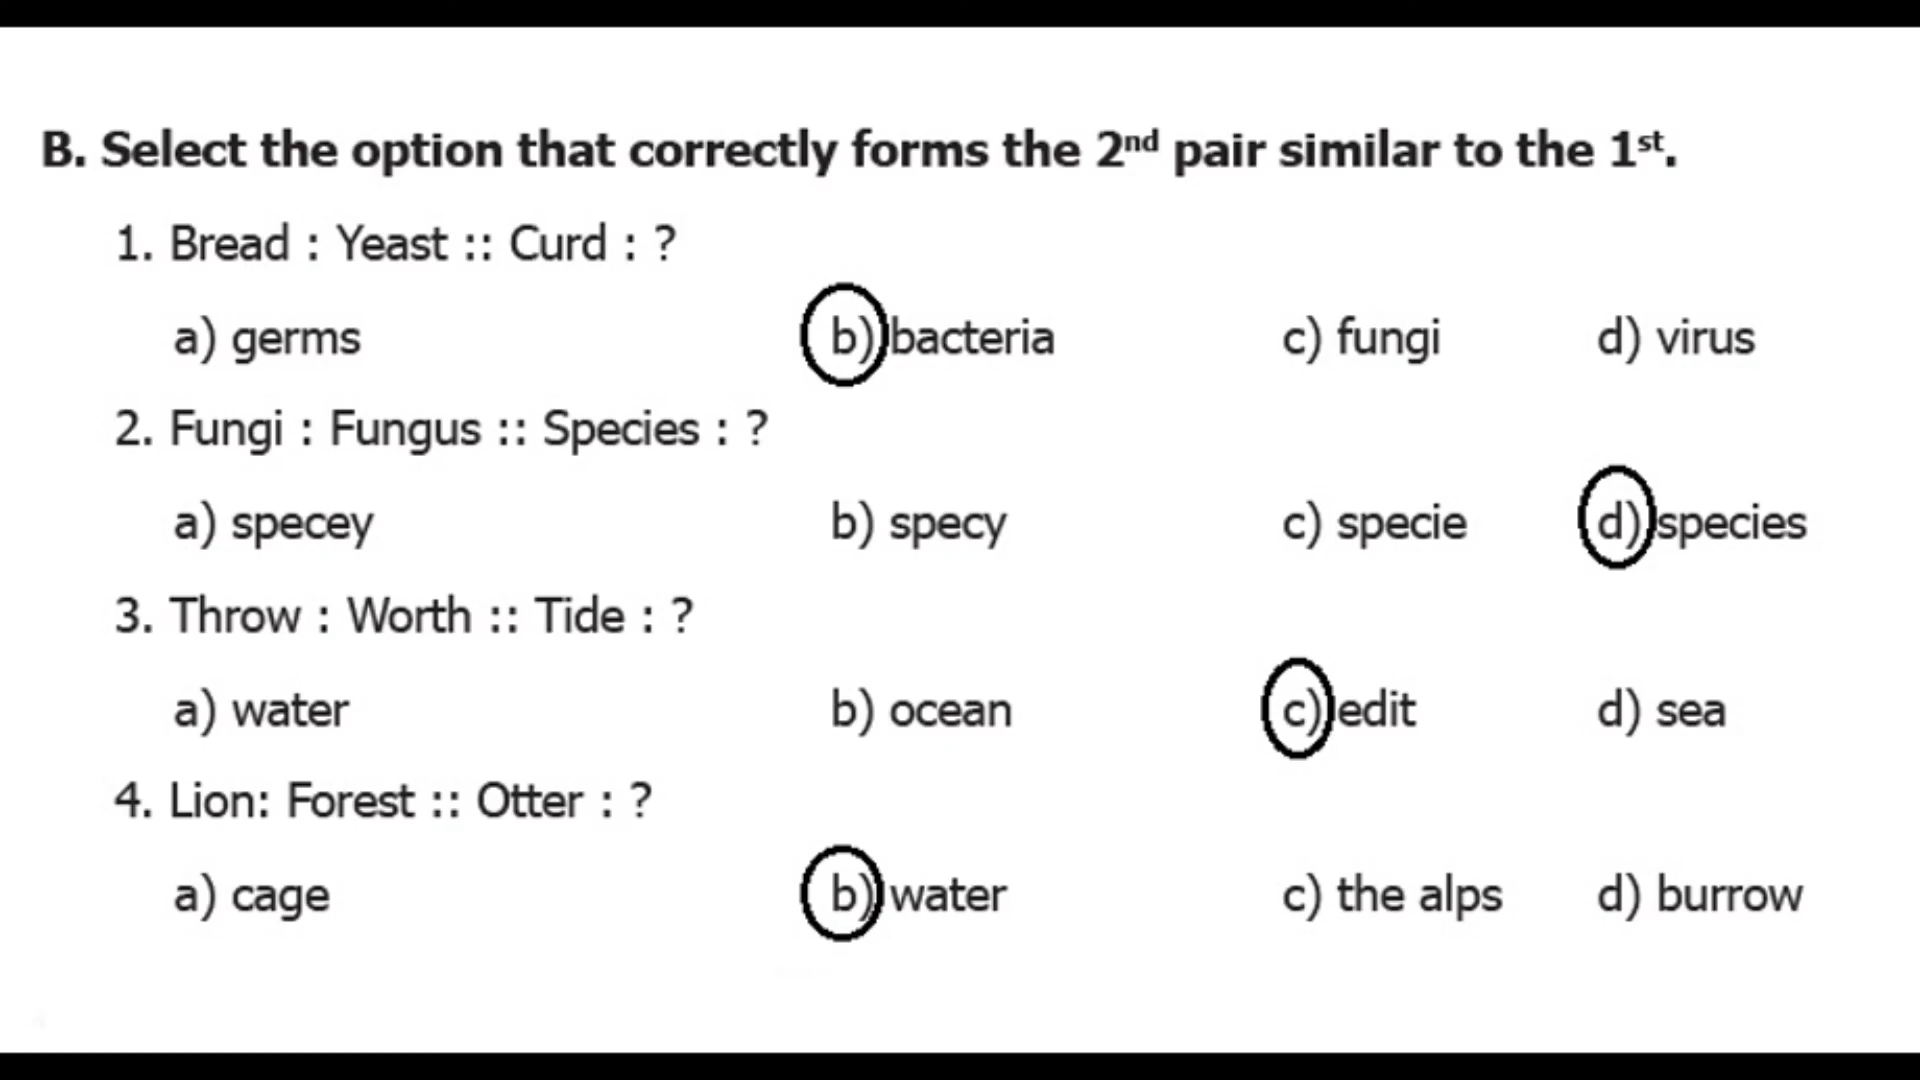 B. Select the option that correctly forms the 2nd pair similar to the 1st.
1. Bread : Yeast :: Curd : ?
a) germs b) bacteria c) fungi d) virus
2. Fungi : Fungus :: Species : ?
a) specey b) specy c) specie d) species
3. Throw : Worth :: Tide : ?
a) water b) ocean c) edit d) sea
4. Lion: Forest :: Otter : ?
a) cage b) water c) the alps d) burrow